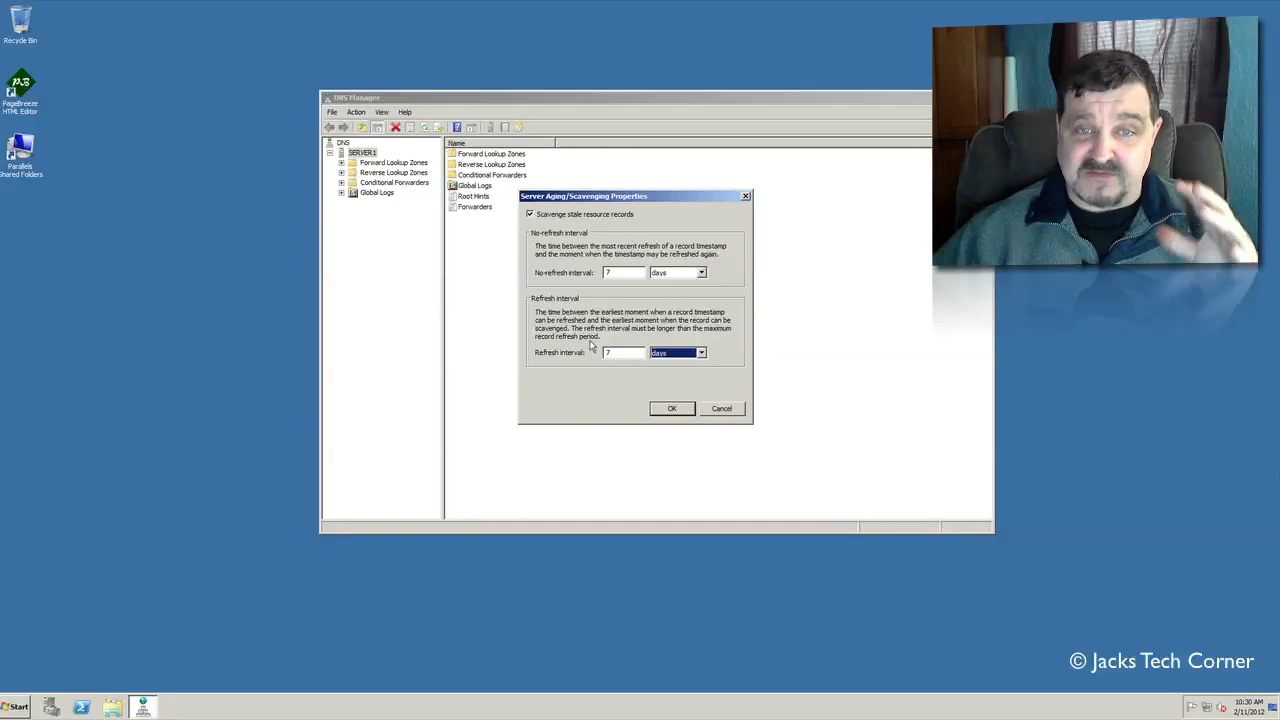 Recycle Bin
PageBreeze
HTML Editor
Parallels
Shared Folders
DNS Manager
File Action View Help
DNS
SERVER1
Forward Lookup Zones
Reverse Lookup Zones
Conditional Forwarders
Global Logs
Name
Forward Lookup Zones
Reverse Lookup Zones
Conditional Forwarders
Global Logs
Root Hints
Forwarders
Server Aging/Scavenging Properties
Scavenge stale resource records
No-refresh interval
The time between the most recent refresh of a record timestamp
and the moment when the timestamp may be refreshed again.
No-refresh interval: 7 days
Refresh interval
The time between the earliest moment when a record timestamp
can be refreshed and the earliest moment when the record can be
scavenged. The refresh interval must be longer than the maximum
record refresh period.
Refresh interval: 7 days
OK Cancel
© Jacks Tech Corner
Start
10:30 AM
2/11/2012